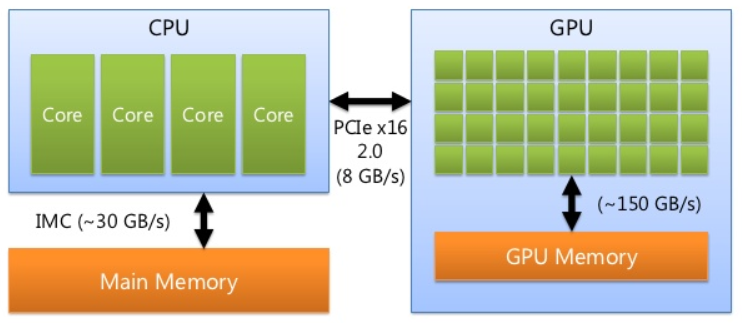 CPU
Core Core Core Core
IMC (~30 GB/s)
Main Memory
PCIe x16
2.0
(8 GB/s)
GPU
(~150 GB/s)
GPU Memory